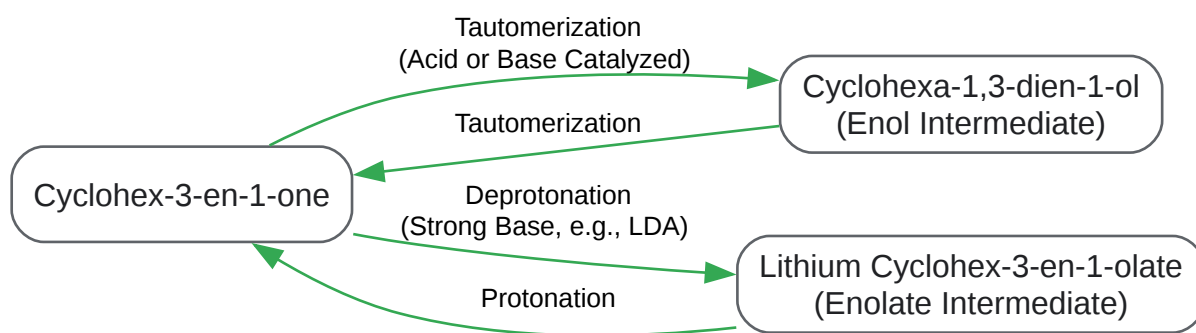 Tautomerization
(Acid or Base Catalyzed)
Cyclohexa-1,3-dien-1-ol
(Enol Intermediate)
Tautomerization
Cyclohex-3-en-1-one
Deprotonation
(Strong Base, e.g., LDA)
Lithium Cyclohex-3-en-1-olate
(Enolate Intermediate)
Protonation